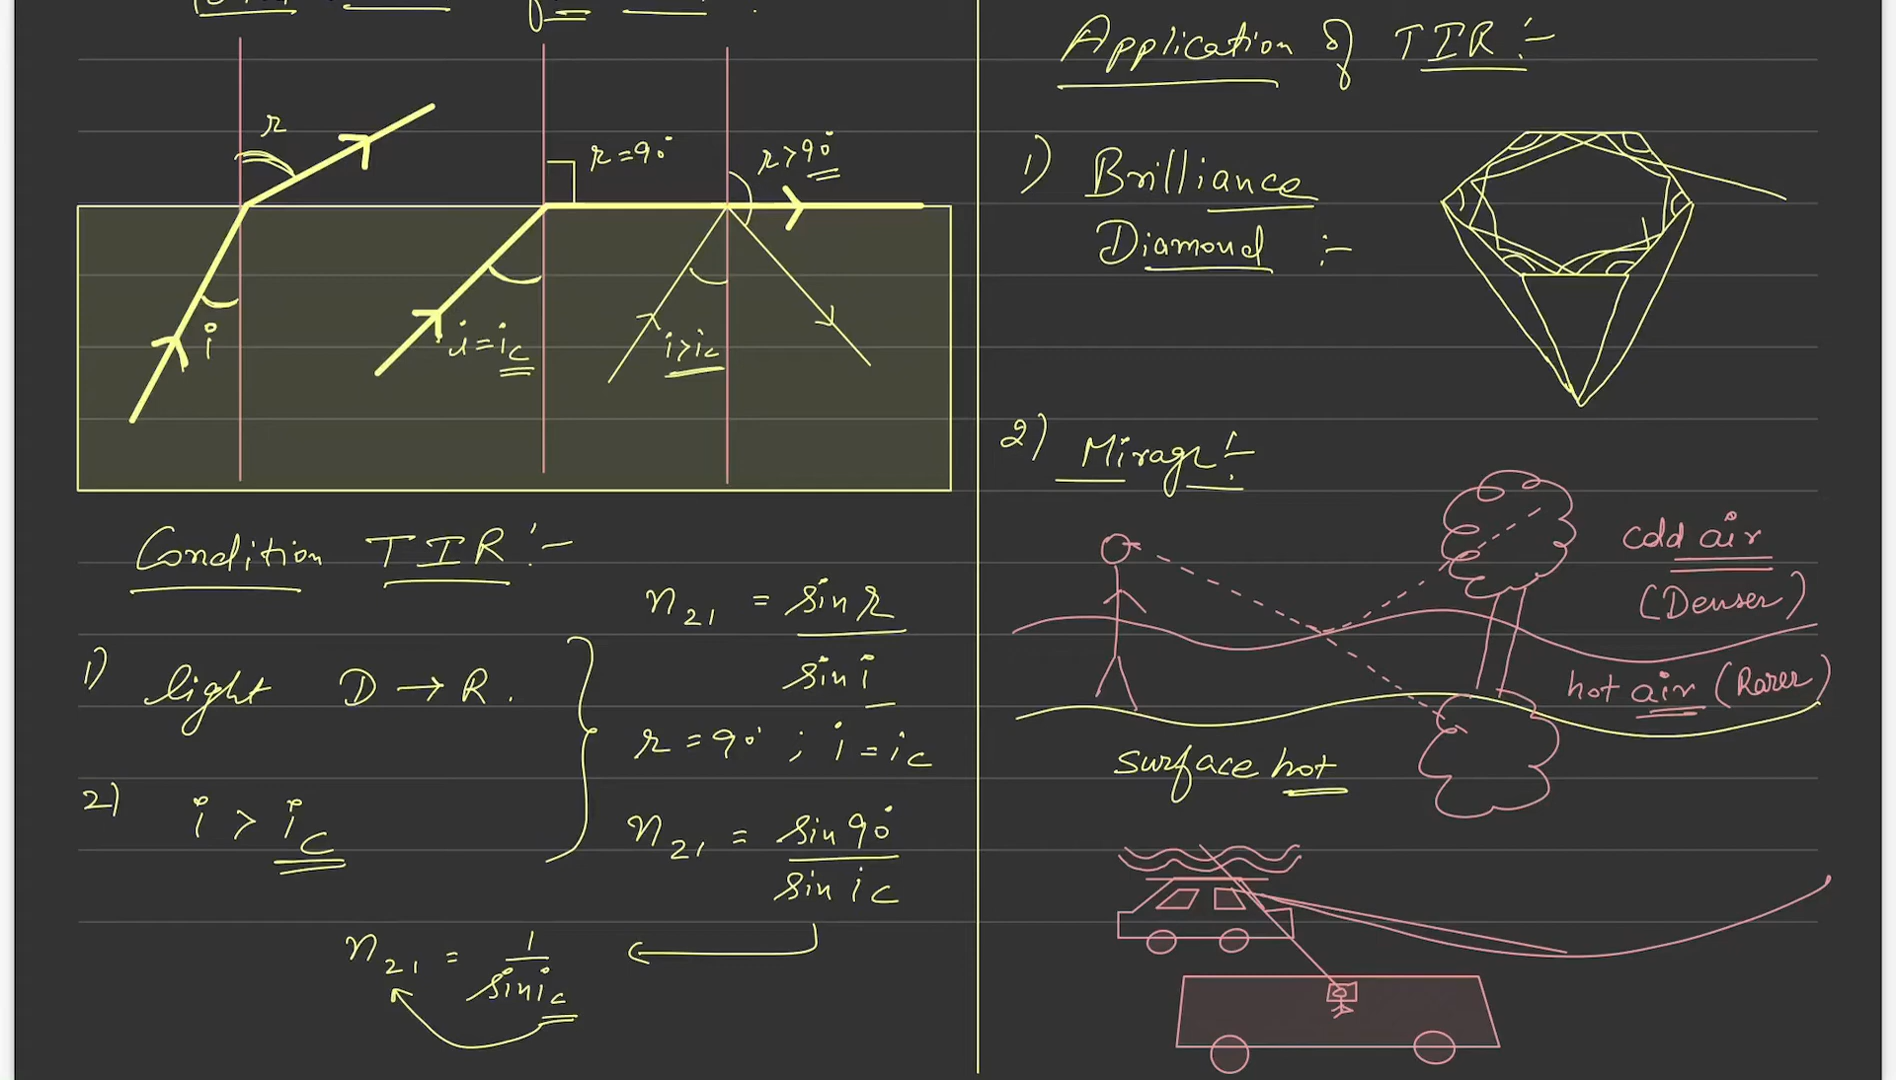 r
r = 90°
r > 90°
i
i = ic
i > ic
Condition TIR :-
1) light D → R.
2) i > ic
n21 = sin r / sin i
r = 90° ; i = ic
n21 = sin 90° / sin ic
n21 = 1 / sin ic
Application of TIR :-
1) Brilliance
Diamond :-
2) Mirage :-
cold air
(Denser)
hot air (Rarer)
surface hot